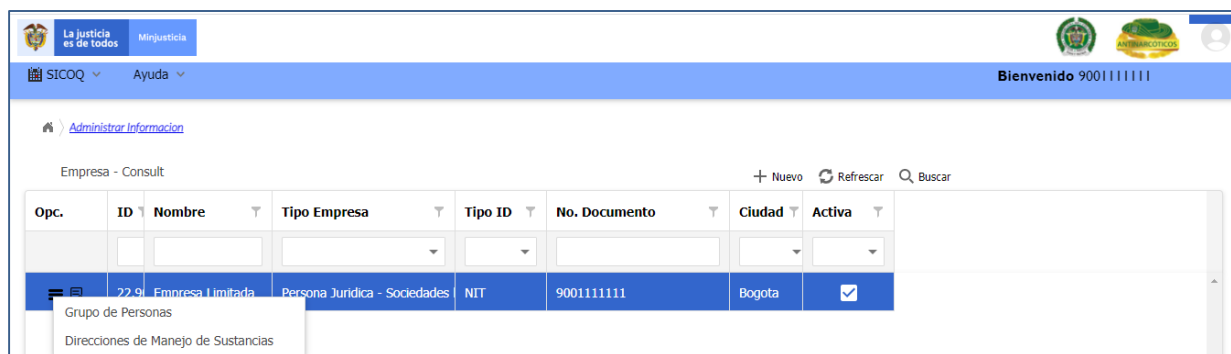 La justicia
es de todos
Minjusticia
ANTINARCOTICOS
SICOQ
Ayuda
Bienvenido 9001111111
Administrar Informacion
Empresa - Consult
Nuevo Refrescar Buscar
Opc. ID Nombre Tipo Empresa Tipo ID No. Documento Ciudad Activa
Empresa Limitada Persona Juridica - Sociedades NIT 9001111111 Bogota
Grupo de Personas
Direcciones de Manejo de Sustancias